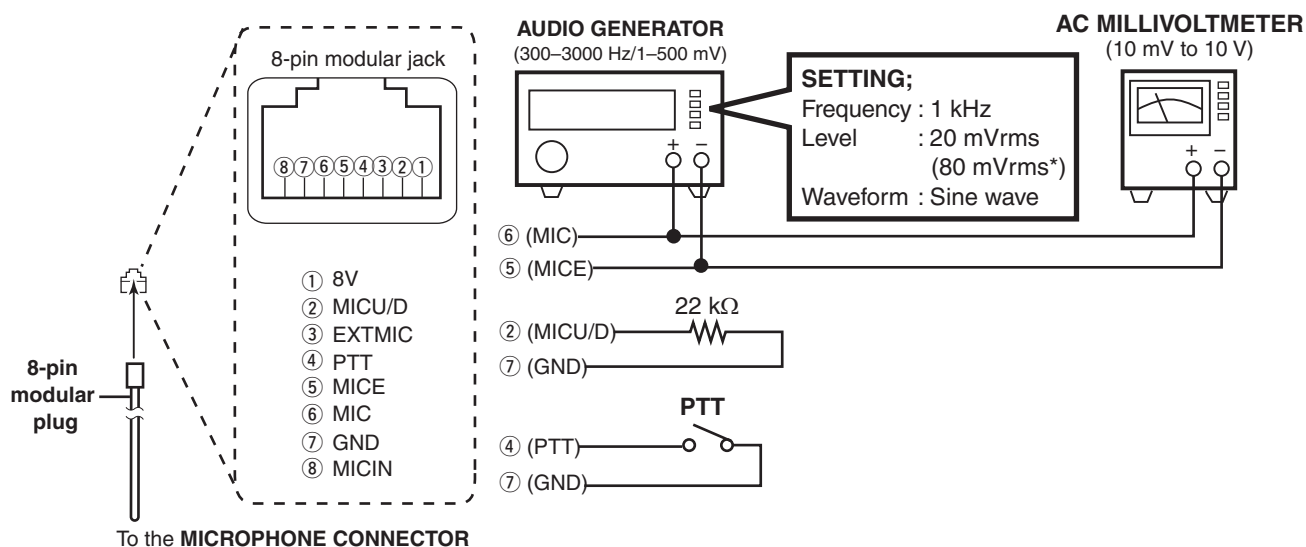 8-pin modular jack
⑧⑦⑥⑤④③②①
① 8V
② MICU/D
③ EXTMIC
④ PTT
⑤ MICE
⑥ MIC
⑦ GND
⑧ MICIN
8-pin
modular
plug
To the MICROPHONE CONNECTOR
AUDIO GENERATOR
(300–3000 Hz/1–500 mV)
+ –
SETTING;
Frequency : 1 kHz
Level : 20 mVrms
(80 mVrms*)
Waveform : Sine wave
AC MILLIVOLTMETER
(10 mV to 10 V)
+ –
⑥ (MIC)
⑤ (MICE)
22 kΩ
② (MICU/D)
⑦ (GND)
PTT
④ (PTT)
⑦ (GND)